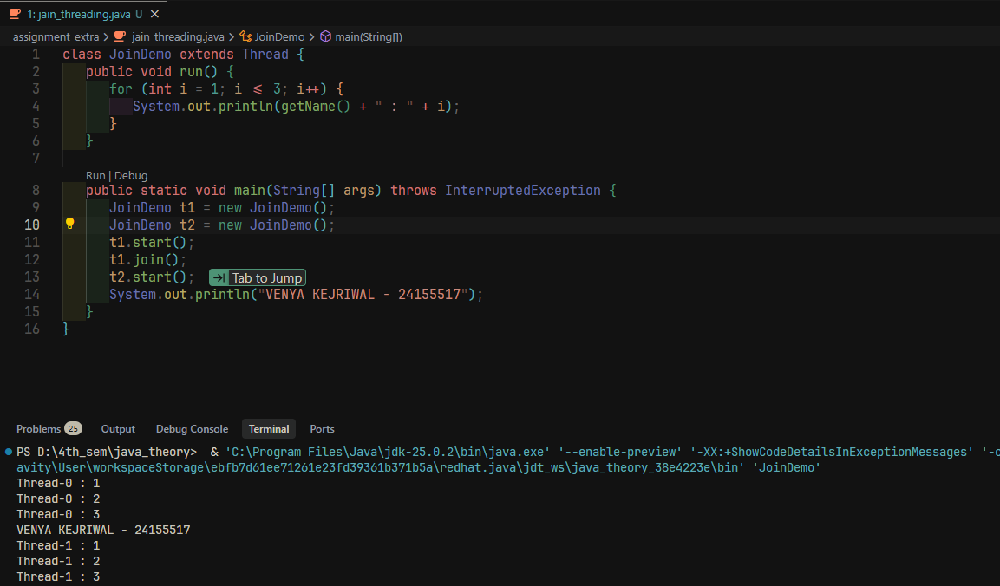 1: jain_threading.java U ×
assignment_extra > jain_threading.java > JoinDemo > main(String[])
1 class JoinDemo extends Thread {
2 public void run() {
3 for (int i = 1; i <= 3; i++) {
4 System.out.println(getName() + " : " + i);
5 }
6 }
7
Run | Debug
8 public static void main(String[] args) throws InterruptedException {
9 JoinDemo t1 = new JoinDemo();
10 JoinDemo t2 = new JoinDemo();
11 t1.start();
12 t1.join();
13 t2.start(); Tab to Jump
14 System.out.println("VENYA KEJRIWAL - 24155517");
15 }
16 }
Problems 25 Output Debug Console Terminal Ports
PS D:\4th_sem\java_theory> & 'C:\Program Files\Java\jdk-25.0.2\bin\java.exe' '--enable-preview' '-XX:+ShowCodeDetailsInExceptionMessages' '-c
avity\User\workspaceStorage\ebfb7d61ee71261e23fd39361b371b5a\redhat.java\jdt_ws\java_theory_38e4223e\bin' 'JoinDemo'
Thread-0 : 1
Thread-0 : 2
Thread-0 : 3
VENYA KEJRIWAL - 24155517
Thread-1 : 1
Thread-1 : 2
Thread-1 : 3